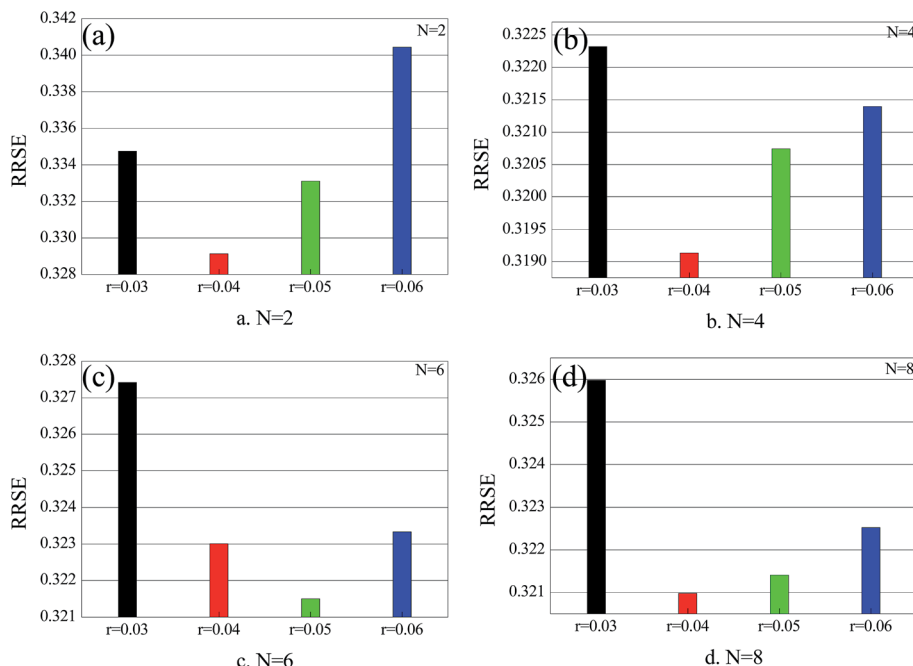 (a)
N=2
RRSE
0.342
0.340
0.338
0.336
0.334
0.332
0.330
0.328
r=0.03 r=0.04 r=0.05 r=0.06
a. N=2
(b)
N=4
RRSE
0.3225
0.3220
0.3215
0.3210
0.3205
0.3200
0.3195
0.3190
r=0.03 r=0.04 r=0.05 r=0.06
b. N=4
(c)
N=6
RRSE
0.328
0.327
0.326
0.325
0.324
0.323
0.322
0.321
r=0.03 r=0.04 r=0.05 r=0.06
c. N=6
(d)
N=8
RRSE
0.326
0.325
0.324
0.323
0.322
0.321
r=0.03 r=0.04 r=0.05 r=0.06
d. N=8